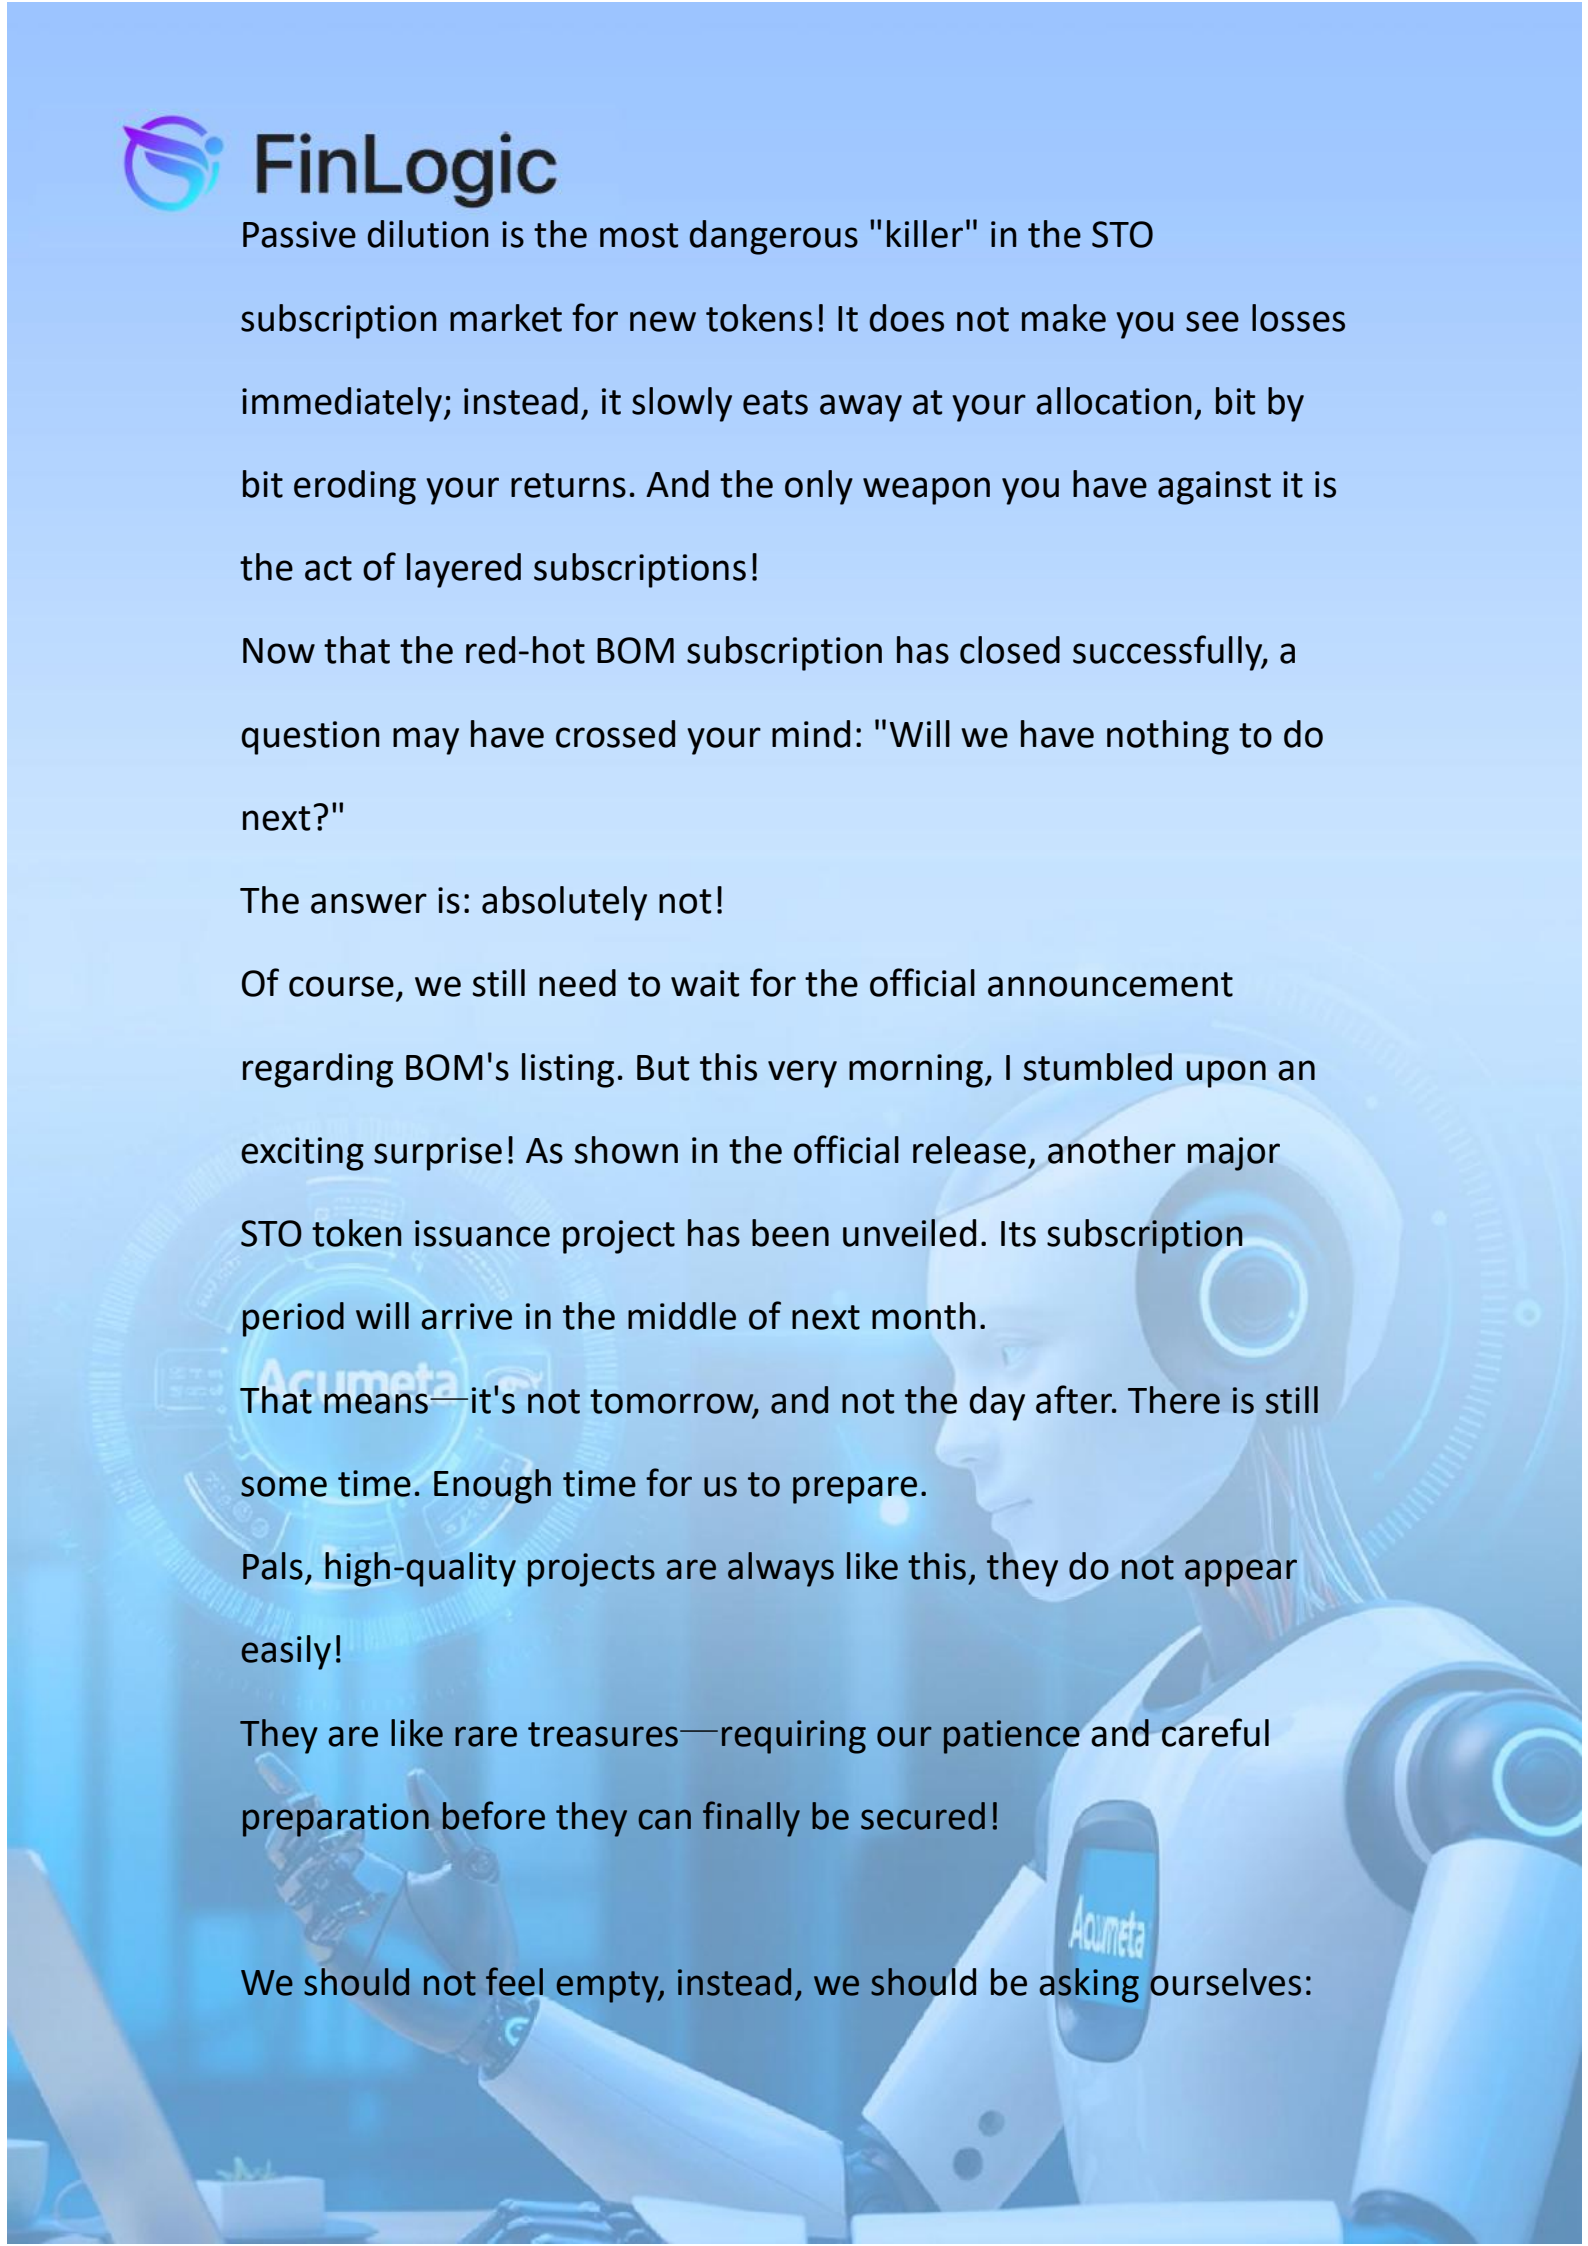 FinLogic
Passive dilution is the most dangerous "killer" in the STO
subscription market for new tokens! It does not make you see losses
immediately; instead, it slowly eats away at your allocation, bit by
bit eroding your returns. And the only weapon you have against it is
the act of layered subscriptions!
Now that the red-hot BOM subscription has closed successfully, a
question may have crossed your mind: "Will we have nothing to do
next?"
The answer is: absolutely not!
Of course, we still need to wait for the official announcement
regarding BOM's listing. But this very morning, I stumbled upon an
exciting surprise! As shown in the official release, another major
STO token issuance project has been unveiled. Its subscription
period will arrive in the middle of next month.
Acumeta
That means—it's not tomorrow, and not the day after. There is still
some time. Enough time for us to prepare.
Pals, high-quality projects are always like this, they do not appear
easily!
They are like rare treasures—requiring our patience and careful
preparation before they can finally be secured!
Acumeta
We should not feel empty, instead, we should be asking ourselves: